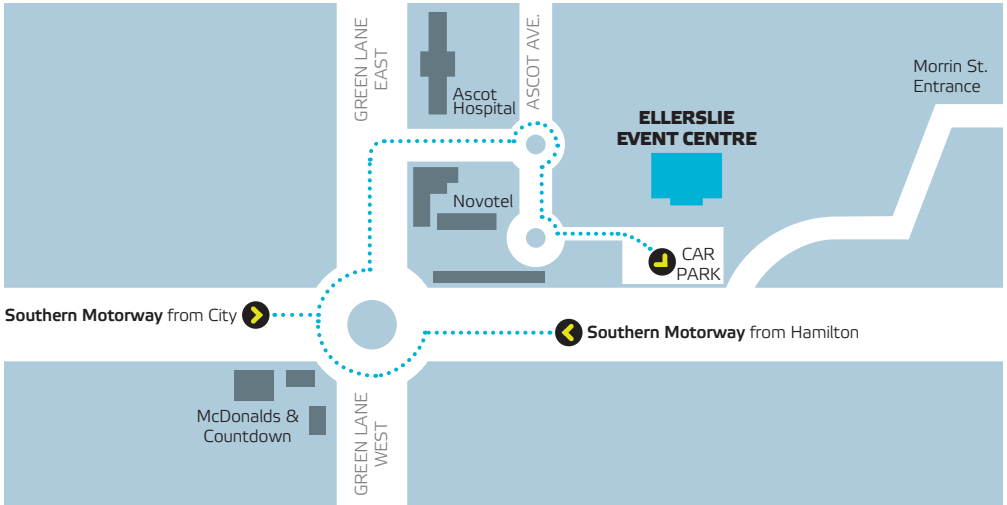 GREEN LANE
EAST
ASCOT AVE.
Ascot
Hospital
Morrin St.
Entrance
ELLERSLIE
EVENT CENTRE
Novotel
CAR
PARK
Southern Motorway from City
Southern Motorway from Hamilton
McDonalds &
Countdown
GREEN LANE
WEST